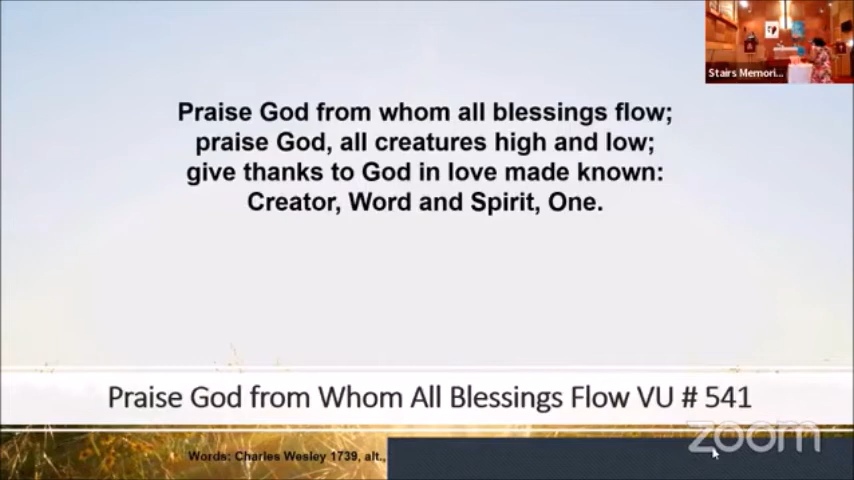 Stairs Memori...
Praise God from whom all blessings flow;
praise God, all creatures high and low;
give thanks to God in love made known:
Creator, Word and Spirit, One.
Praise God from Whom All Blessings Flow VU # 541
zoom
Words: Charles Wesley 1739, alt.,